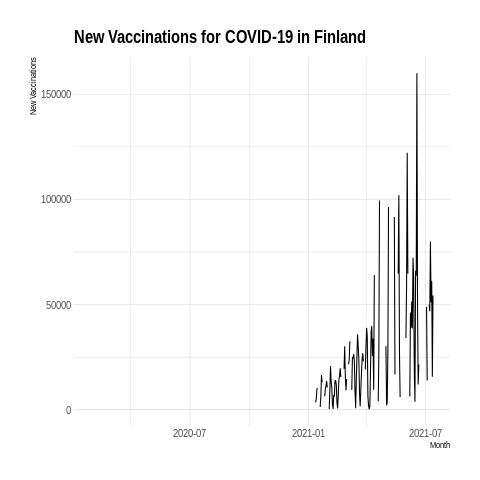 New Vaccinations for COVID-19 in Finland
New Vaccinations
150000
100000
50000
0
2020-07
2021-01
2021-07
Month